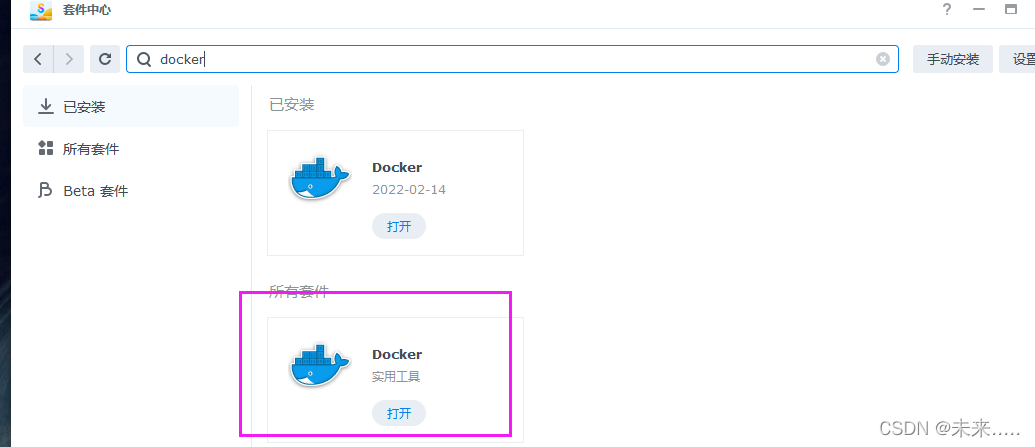 套件中心
docker
手动安装
设置
已安装
所有套件
Beta 套件
已安装
Docker
2022-02-14
打开
所有套件
Docker
实用工具
打开
CSDN @未来.....